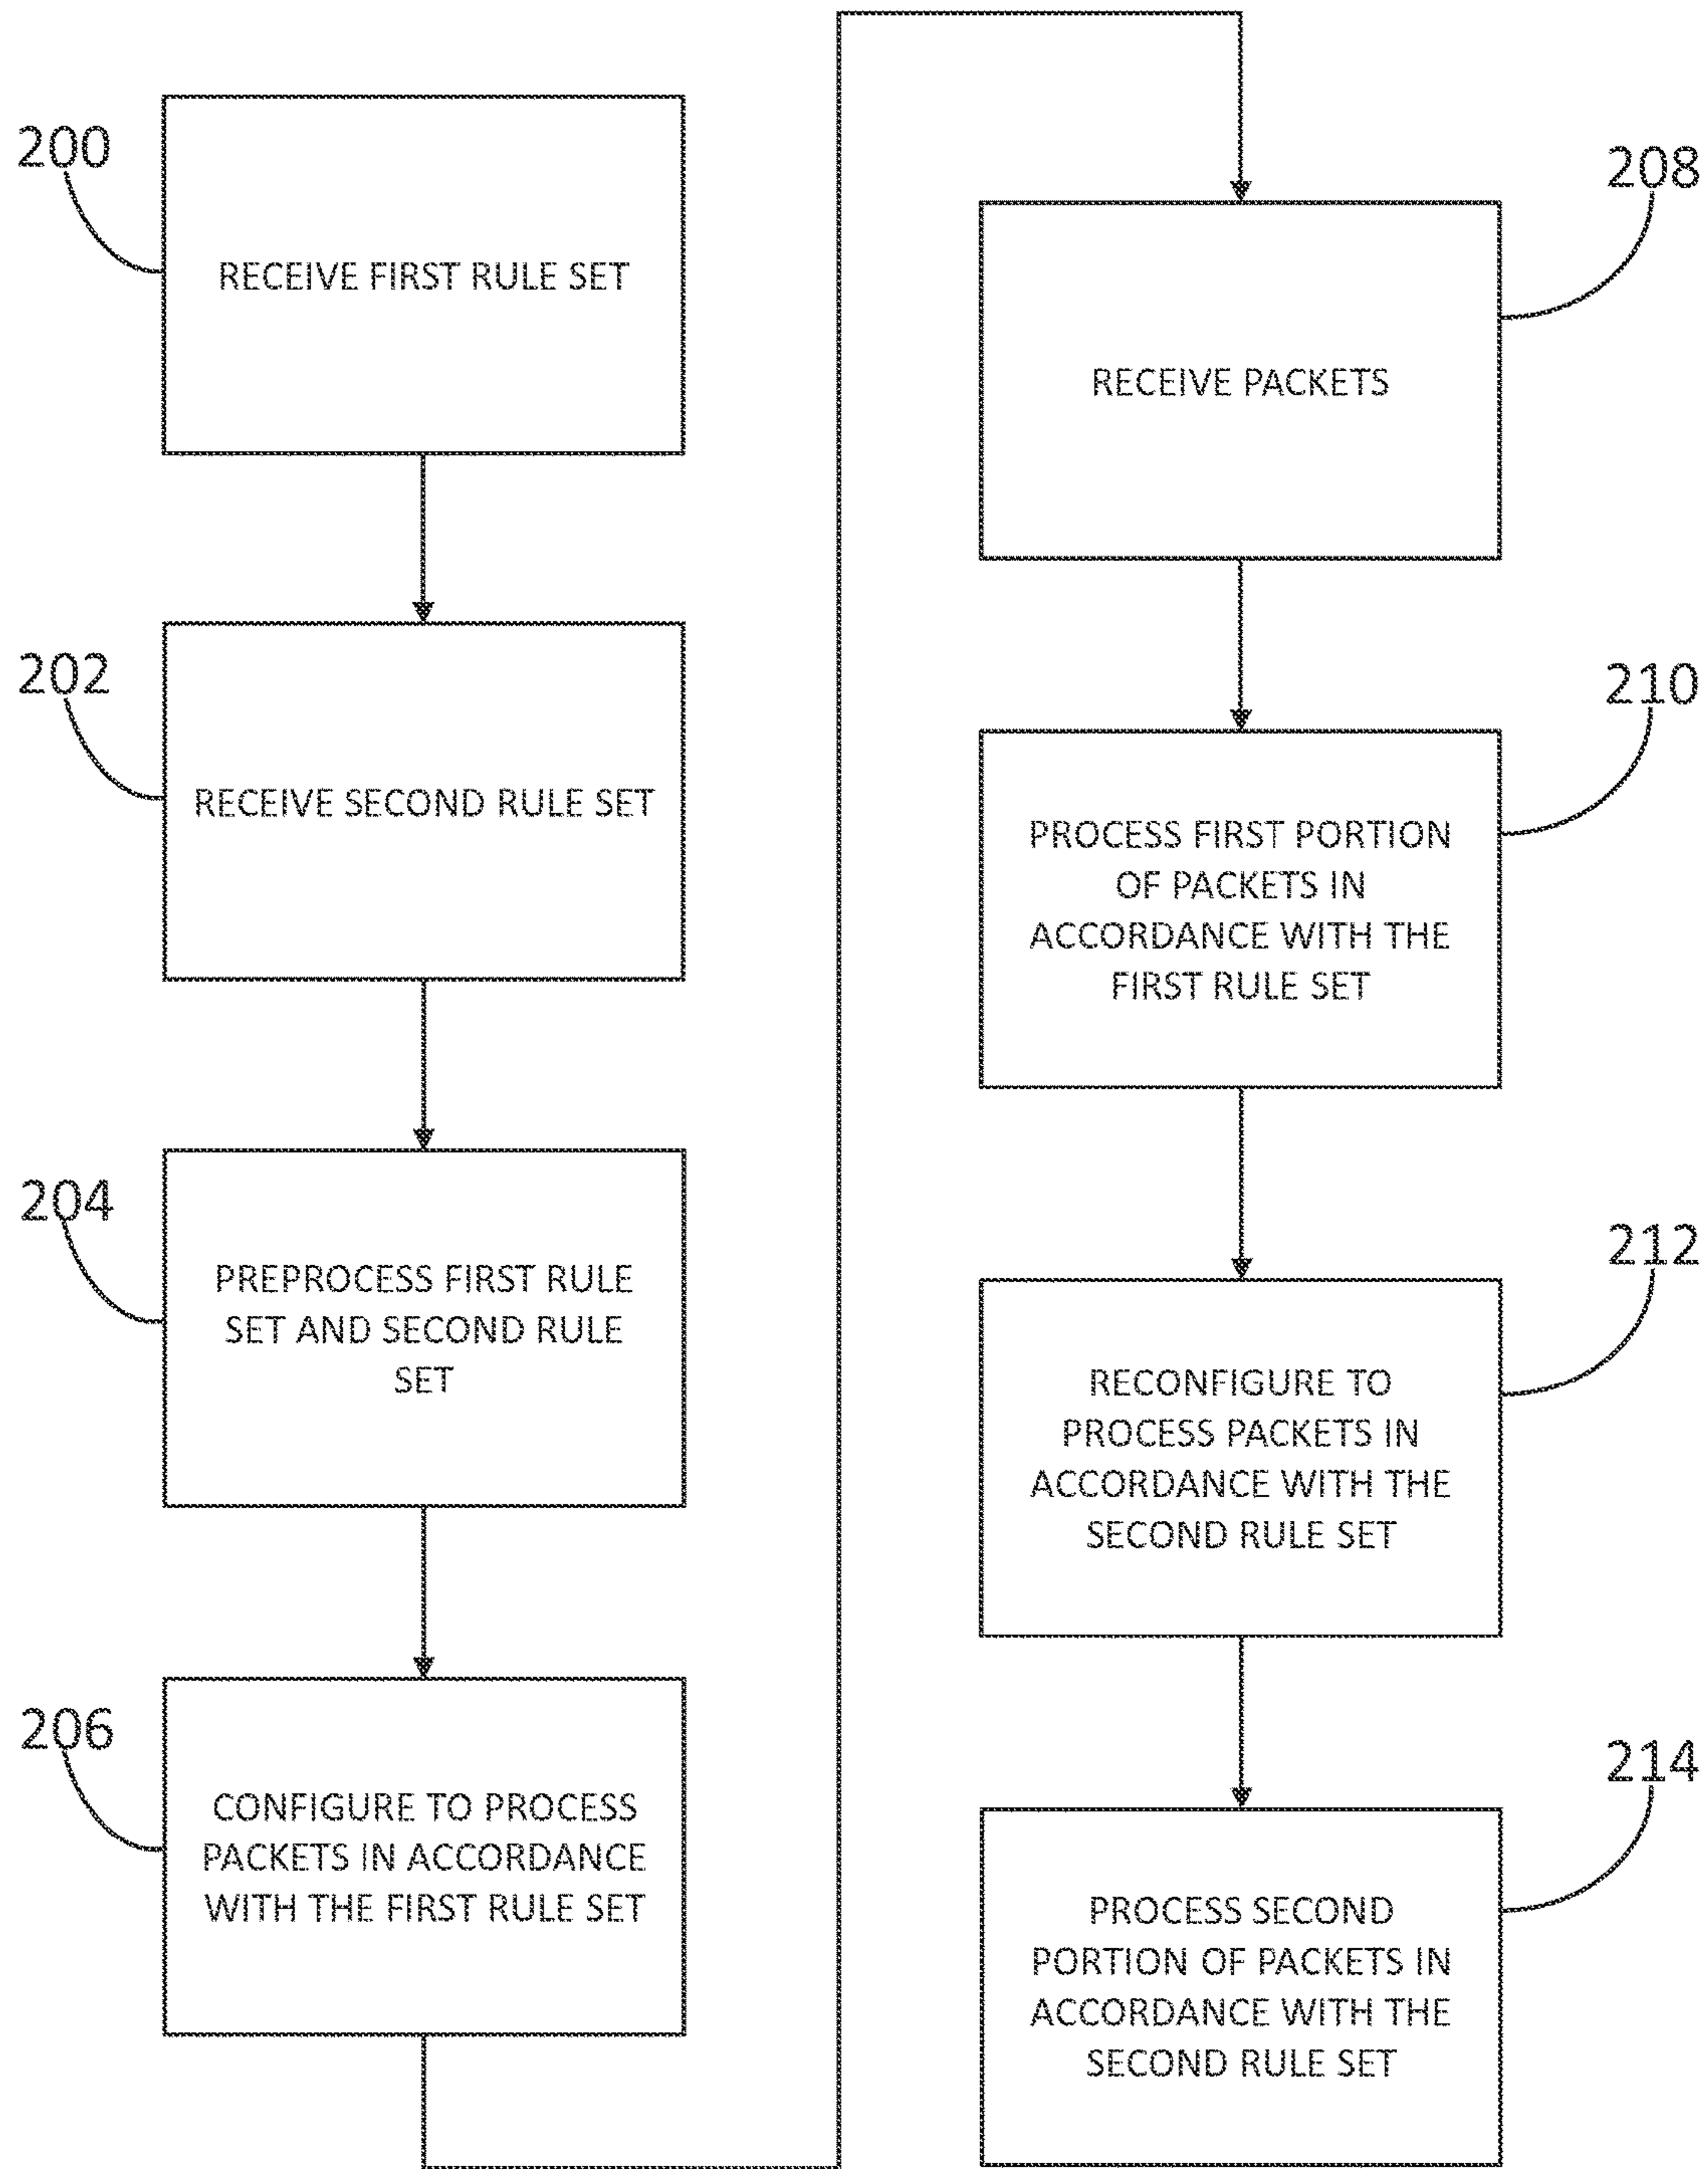 200
RECEIVE FIRST RULE SET
202
RECEIVE SECOND RULE SET
204
PREPROCESS FIRST RULE
SET AND SECOND RULE
SET
206
CONFIGURE TO PROCESS
PACKETS IN ACCORDANCE
WITH THE FIRST RULE SET
208
RECEIVE PACKETS
210
PROCESS FIRST PORTION
OF PACKETS IN
ACCORDANCE WITH THE
FIRST RULE SET
212
RECONFIGURE TO
PROCESS PACKETS IN
ACCORDANCE WITH THE
SECOND RULE SET
214
PROCESS SECOND
PORTION OF PACKETS IN
ACCORDANCE WITH THE
SECOND RULE SET